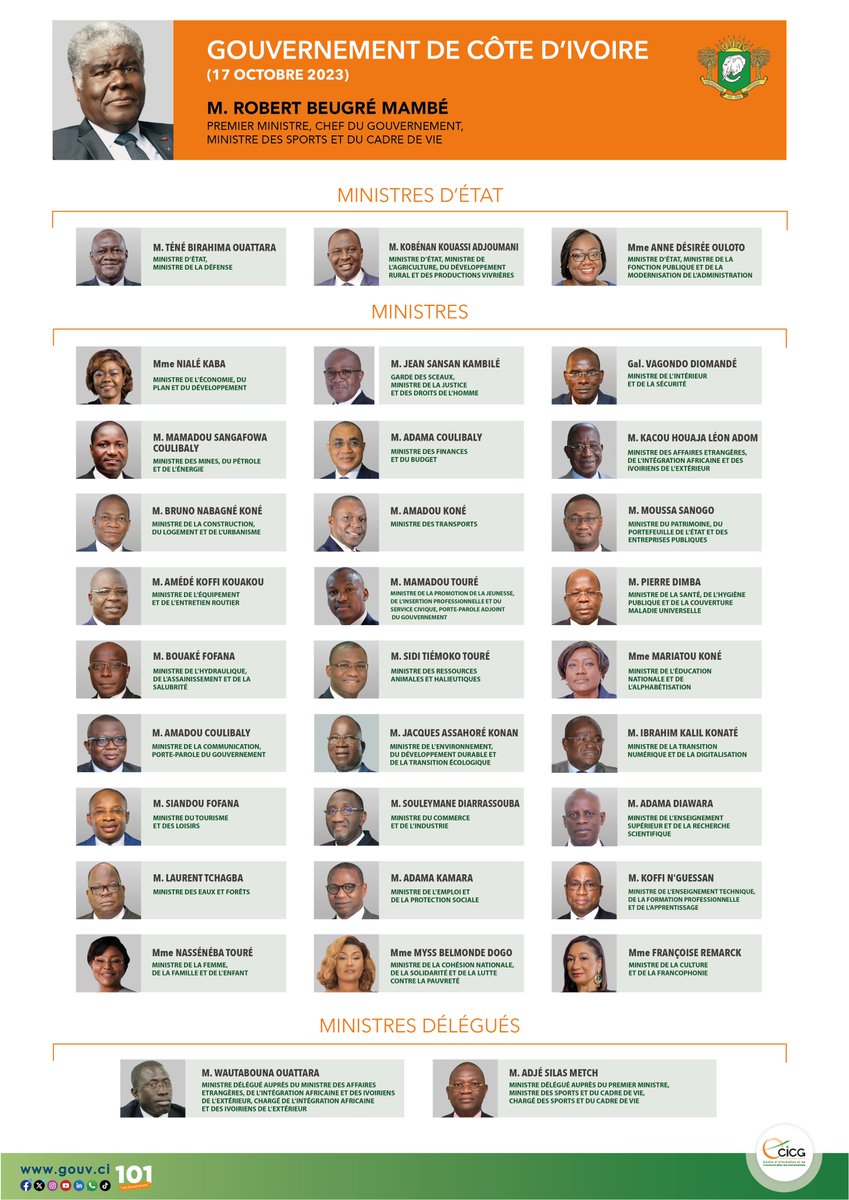 GOUVERNEMENT DE CÔTE D'IVOIRE
(17 OCTOBRE 2023)
M. ROBERT BEUGRÉ MAMBÉ
PREMIER MINISTRE, CHEF DU GOUVERNEMENT,
MINISTRE DES SPORTS ET DU CADRE DE VIE
MINISTRES D'ÉTAT
M. TÉNÉ BIRAHIMA OUATTARA
MINISTRE D'ÉTAT,
MINISTRE DE LA DÉFENSE
M. KOBÉNAN KOUASSI ADJOUMANI
MINISTRE D'ÉTAT, MINISTRE DE
L'AGRICULTURE, DU DÉVELOPPEMENT
RURAL ET DES PRODUCTIONS VIVRIÈRES
Mme ANNE DÉSIRÉE OULOTO
MINISTRE D'ÉTAT, MINISTRE DE LA
FONCTION PUBLIQUE ET DE LA
MODERNISATION DE L'ADMINISTRATION
MINISTRES
Mme NIALÉ KABA
MINISTRE DE L'ÉCONOMIE, DU
PLAN ET DU DÉVELOPPEMENT
M. JEAN SANSAN KAMBILÉ
GARDE DES SCEAUX,
MINISTRE DE LA JUSTICE
ET DES DROITS DE L'HOMME
Gal. VAGONDO DIOMANDÉ
MINISTRE DE L'INTÉRIEUR
ET DE LA SÉCURITÉ
M. MAMADOU SANGAFOWA
COULIBALY
MINISTRE DES MINES, DU PÉTROLE
ET DE L'ÉNERGIE
M. ADAMA COULIBALY
MINISTRE DES FINANCES
ET DU BUDGET
M. KACOU HOUAJA LÉON ADOM
MINISTRE DES AFFAIRES ETRANGÈRES,
DE L'INTÉGRATION AFRICAINE ET DES
IVOIRIENS DE L'EXTÉRIEUR
M. BRUNO NABAGNÉ KONÉ
MINISTRE DE LA CONSTRUCTION,
DU LOGEMENT ET DE L'URBANISME
M. AMADOU KONÉ
MINISTRE DES TRANSPORTS
M. MOUSSA SANOGO
MINISTRE DU PATRIMOINE, DU
PORTEFEUILLE DE L'ÉTAT ET DES
ENTREPRISES PUBLIQUES
M. AMÉDÉ KOFFI KOUAKOU
MINISTRE DE L'ÉQUIPEMENT
ET DE L'ENTRETIEN ROUTIER
M. MAMADOU TOURÉ
MINISTRE DE LA PROMOTION DE LA JEUNESSE,
DE L'INSERTION PROFESSIONNELLE ET DU
SERVICE CIVIQUE, PORTE-PAROLE ADJOINT
DU GOUVERNEMENT
M. PIERRE DIMBA
MINISTRE DE LA SANTÉ, DE L'HYGIÈNE
PUBLIQUE ET DE LA COUVERTURE
MALADIE UNIVERSELLE
M. BOUAKÉ FOFANA
MINISTRE DE L'HYDRAULIQUE,
DE L'ASSAINISSEMENT ET DE LA
SALUBRITÉ
M. SIDI TIÉMOKO TOURÉ
MINISTRE DES RESSOURCES
ANIMALES ET HALIEUTIQUES
Mme MARIATOU KONÉ
MINISTRE DE L'ÉDUCATION
NATIONALE ET DE
L'ALPHABÉTISATION
M. AMADOU COULIBALY
MINISTRE DE LA COMMUNICATION,
PORTE-PAROLE DU GOUVERNEMENT
M. JACQUES ASSAHORÉ KONAN
MINISTRE DE L'ENVIRONNEMENT,
DU DÉVELOPPEMENT DURABLE ET
DE LA TRANSITION ÉCOLOGIQUE
M. IBRAHIM KALIL KONATÉ
MINISTRE DE LA TRANSITION
NUMÉRIQUE ET DE LA DIGITALISATION
M. SIANDOU FOFANA
MINISTRE DU TOURISME
ET DES LOISIRS
M. SOULEYMANE DIARRASSOUBA
MINISTRE DU COMMERCE
ET DE L'INDUSTRIE
M. ADAMA DIAWARA
MINISTRE DE L'ENSEIGNEMENT
SUPÉRIEUR ET DE LA RECHERCHE
SCIENTIFIQUE
M. LAURENT TCHAGBA
MINISTRE DES EAUX ET FORÊTS
M. ADAMA KAMARA
MINISTRE DE L'EMPLOI ET
DE LA PROTECTION SOCIALE
M. KOFFI N'GUESSAN
MINISTRE DE L'ENSEIGNEMENT TECHNIQUE,
DE LA FORMATION PROFESSIONNELLE
ET DE L'APPRENTISSAGE
Mme NASSÉNÉBA TOURÉ
MINISTRE DE LA FEMME,
DE LA FAMILLE ET DE L'ENFANT
Mme MYSS BELMONDE DOGO
MINISTRE DE LA COHÉSION NATIONALE,
DE LA SOLIDARITÉ ET DE LA LUTTE
CONTRE LA PAUVRETÉ
Mme FRANÇOISE REMARCK
MINISTRE DE LA CULTURE
ET DE LA FRANCOPHONIE
MINISTRES DÉLÉGUÉS
M. WAUTABOUNA OUATTARA
MINISTRE DÉLÉGUÉ AUPRÈS DU MINISTRE DES AFFAIRES
ETRANGÈRES, DE L'INTÉGRATION AFRICAINE ET DES IVOIRIENS
DE L'EXTÉRIEUR, CHARGÉ DE L'INTÉGRATION AFRICAINE
ET DES IVOIRIENS DE L'EXTÉRIEUR
M. ADJÉ SILAS METCH
MINISTRE DÉLÉGUÉ AUPRÈS DU PREMIER MINISTRE,
MINISTRE DES SPORTS ET DU CADRE DE VIE,
CHARGÉ DES SPORTS ET DU CADRE DE VIE
www.gouv.ci
101
CICG
Centre d'Information et de
Communication Gouvernementale